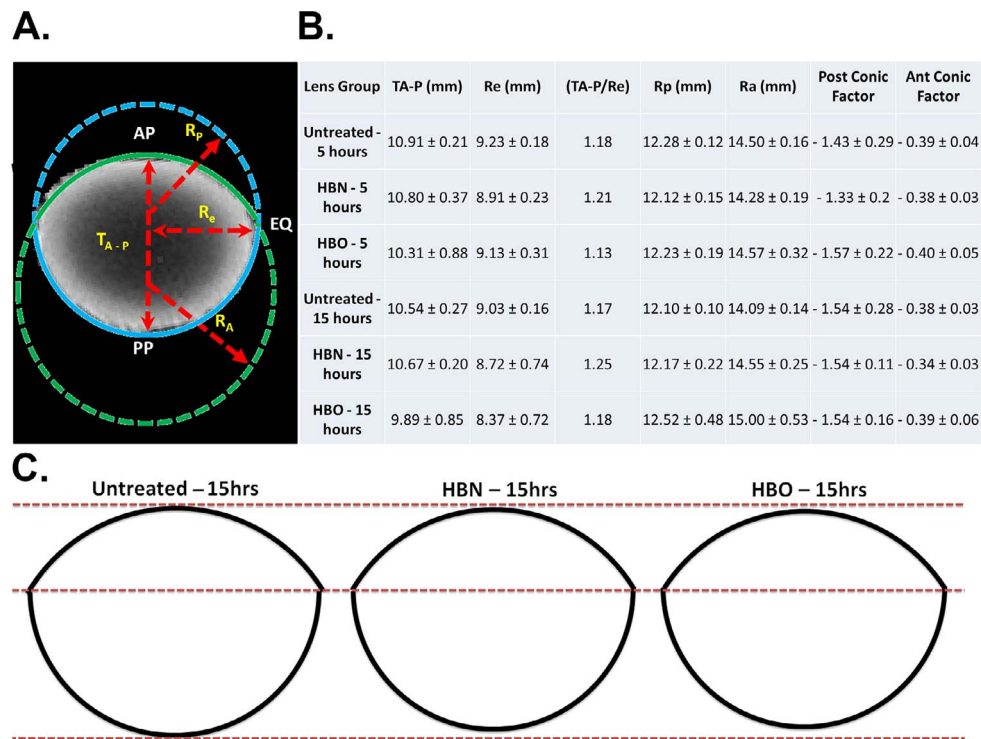 A.
B.
AP
R_P
R_e
EQ
T_A-P
R_A
PP
Lens Group TA-P (mm) Re (mm) (TA-P/Re) Rp (mm) Ra (mm) Post Conic Factor Ant Conic Factor
Untreated - 5 hours 10.91 ± 0.21 9.23 ± 0.18 1.18 12.28 ± 0.12 14.50 ± 0.16 - 1.43 ± 0.29 - 0.39 ± 0.04
HBN - 5 hours 10.80 ± 0.37 8.91 ± 0.23 1.21 12.12 ± 0.15 14.28 ± 0.19 - 1.33 ± 0.2 - 0.38 ± 0.03
HBO - 5 hours 10.31 ± 0.88 9.13 ± 0.31 1.13 12.23 ± 0.19 14.57 ± 0.32 - 1.57 ± 0.22 - 0.40 ± 0.05
Untreated - 15 hours 10.54 ± 0.27 9.03 ± 0.16 1.17 12.10 ± 0.10 14.09 ± 0.14 - 1.54 ± 0.28 - 0.38 ± 0.03
HBN - 15 hours 10.67 ± 0.20 8.72 ± 0.74 1.25 12.17 ± 0.22 14.55 ± 0.25 - 1.54 ± 0.11 - 0.34 ± 0.03
HBO - 15 hours 9.89 ± 0.85 8.37 ± 0.72 1.18 12.52 ± 0.48 15.00 ± 0.53 - 1.54 ± 0.16 - 0.39 ± 0.06
C.
Untreated – 15hrs HBN – 15hrs HBO – 15hrs